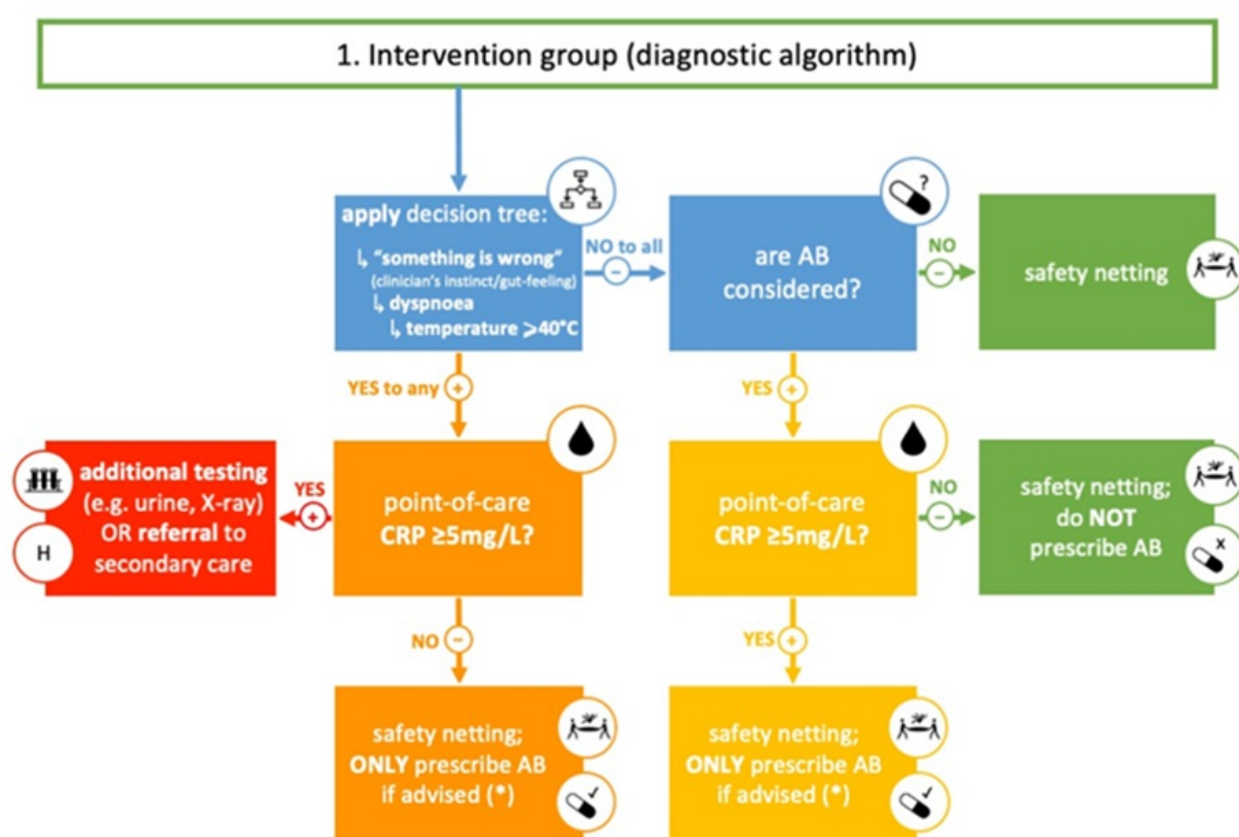 1. Intervention group (diagnostic algorithm)
apply decision tree:
↳ “something is wrong”
(clinician's instinct/gut-feeling)
↳ dyspnoea
↳ temperature ⩾40°C
NO to all
−
?
are AB
considered?
NO
−
safety netting
YES to any
+
YES
+
additional testing
(e.g. urine, X-ray)
OR referral to
secondary care
H
YES
+
point-of-care
CRP ≥5mg/L?
point-of-care
CRP ≥5mg/L?
NO
−
safety netting;
do NOT
prescribe AB
x
NO
−
YES
+
safety netting;
ONLY prescribe AB
if advised (*)
safety netting;
ONLY prescribe AB
if advised (*)